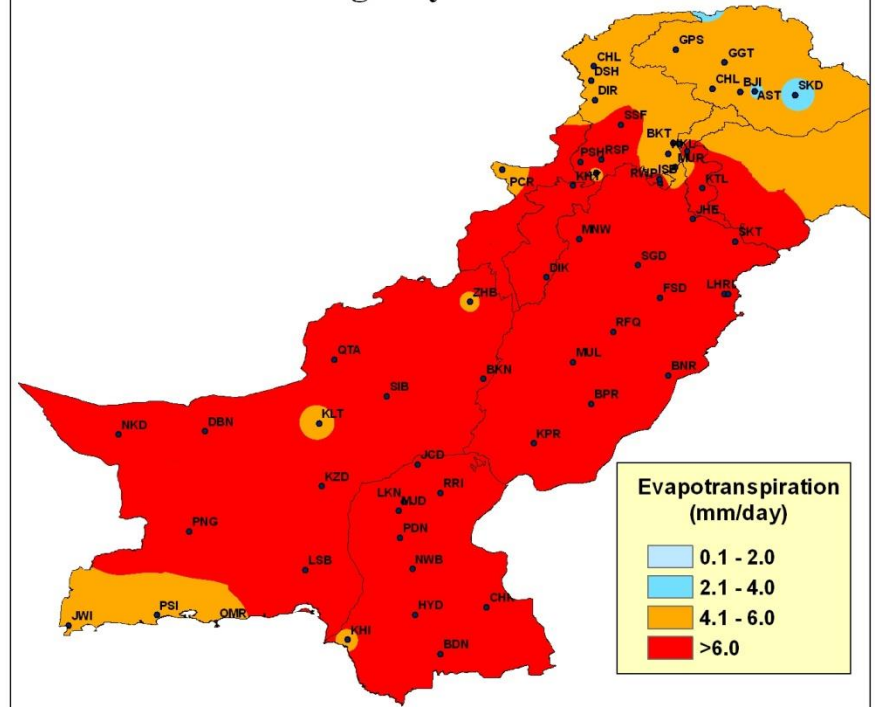 GPS
GGT
CHL
DSH
DIR
CHL
BJI
AST
SKD
SSF
BKT
MUR
PSH
RSP
ISB
RWP
PCR
KTL
JHE
MNW
SKT
SGD
DIK
ZHB
FSD
RFQ
QTA
MUL
BKN
BNR
SIB
BPR
KLT
NKD
DBN
KPR
JCD
KZD
RRI
LKN
MJD
PNG
PDN
LSB
NWB
JWI
PSI
OMR
HYD
KHI
BDN
Evapotranspiration
(mm/day)
0.1 - 2.0
2.1 - 4.0
4.1 - 6.0
>6.0